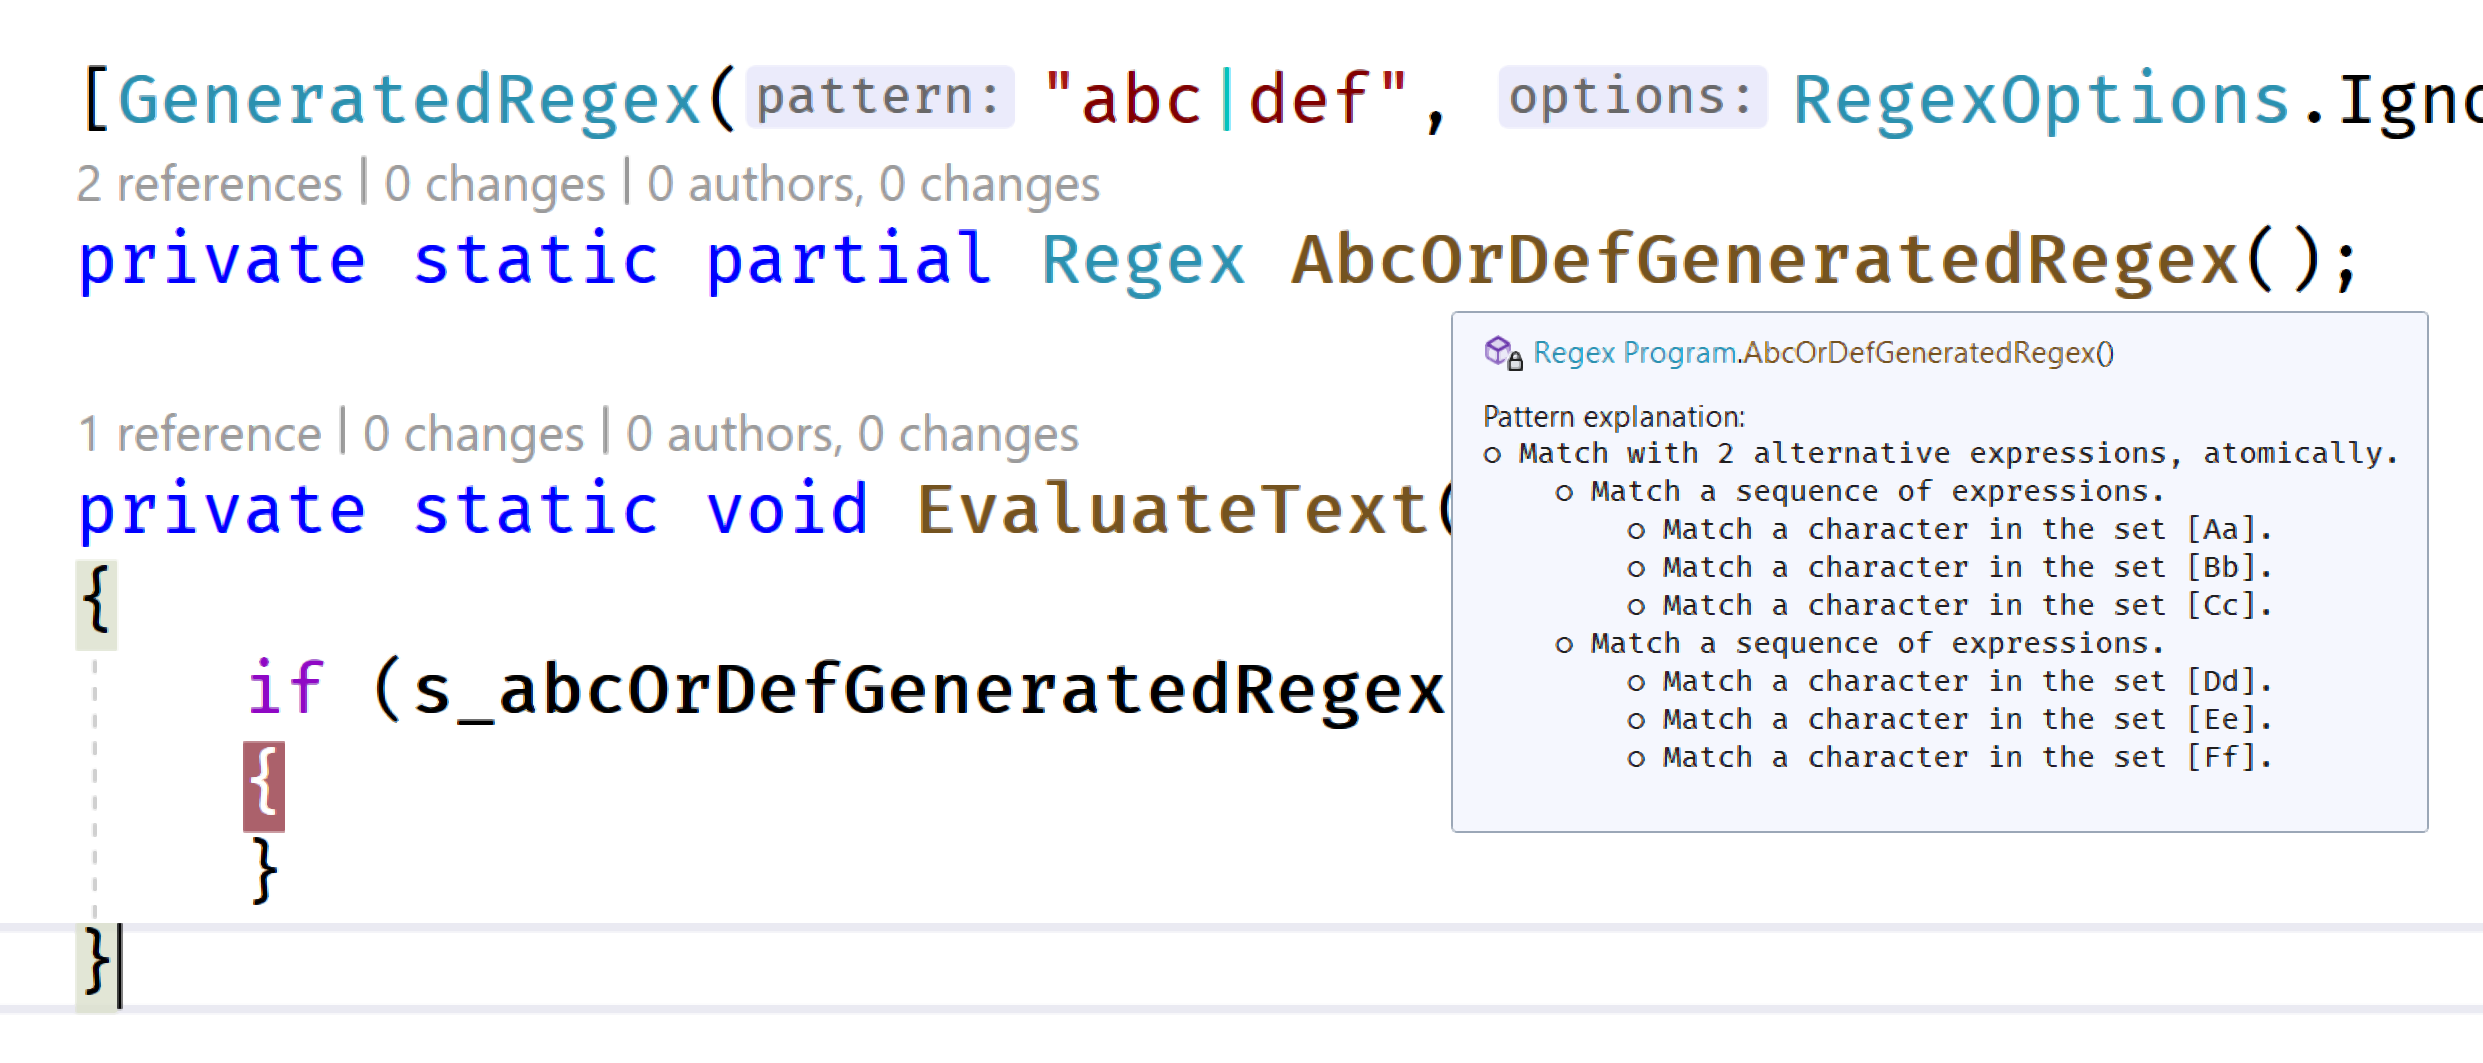 [GeneratedRegex(pattern: "abc|def", options: RegexOptions.Igno
2 references | 0 changes | 0 authors, 0 changes
private static partial Regex AbcOrDefGeneratedRegex();
Regex Program.AbcOrDefGeneratedRegex()
Pattern explanation:
○ Match with 2 alternative expressions, atomically.
○ Match a sequence of expressions.
○ Match a character in the set [Aa].
○ Match a character in the set [Bb].
○ Match a character in the set [Cc].
○ Match a sequence of expressions.
○ Match a character in the set [Dd].
○ Match a character in the set [Ee].
○ Match a character in the set [Ff].
1 reference | 0 changes | 0 authors, 0 changes
private static void EvaluateText(
{
if (s_abcOrDefGeneratedRegex
{
}
}